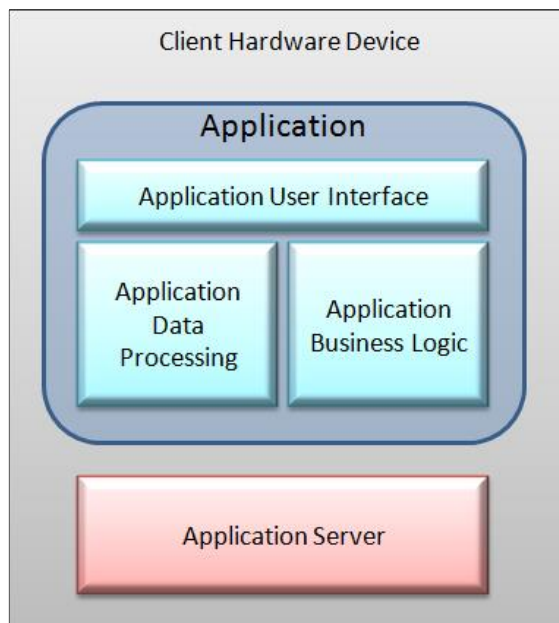 Client Hardware Device
Application
Application User Interface
Application
Data
Processing
Application
Business Logic
Application Server